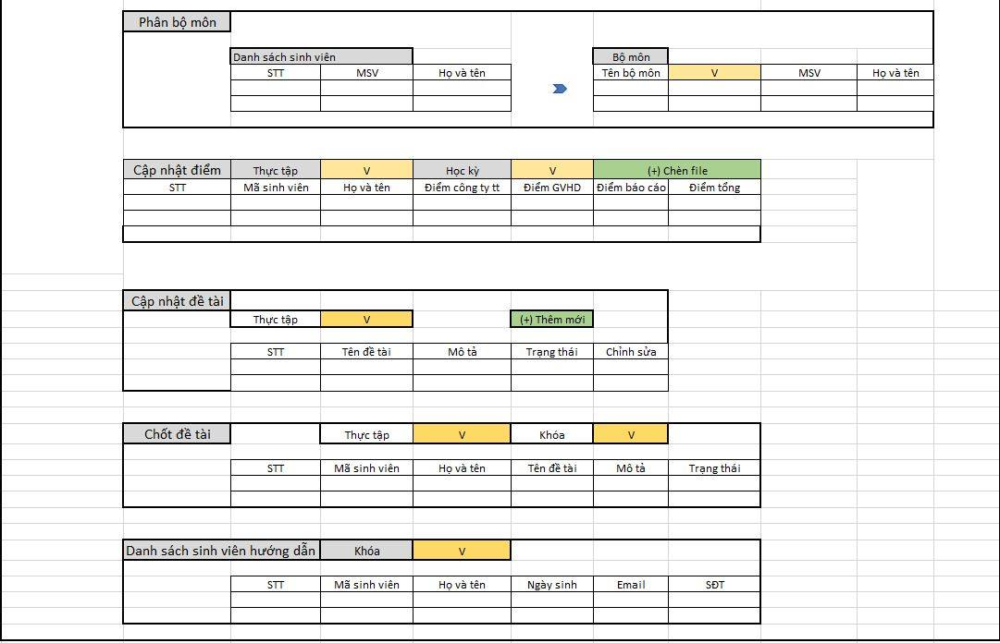 Phân bộ môn
Danh sách sinh viên Bộ môn
STT MSV Họ và tên Tên bộ môn V MSV Họ và tên
Cập nhật điểm Thực tập V Học kỳ V (+) Chèn file
STT Mã sinh viên Họ và tên Điểm công ty tt Điểm GVHD Điểm báo cáo Điểm tổng
Cập nhật đề tài
Thực tập V (+) Thêm mới
STT Tên đề tài Mô tả Trạng thái Chỉnh sửa
Chốt đề tài Thực tập V Khóa V
STT Mã sinh viên Họ và tên Tên đề tài Mô tả Trạng thái
Danh sách sinh viên hướng dẫn Khóa V
STT Mã sinh viên Họ và tên Ngày sinh Email SĐT